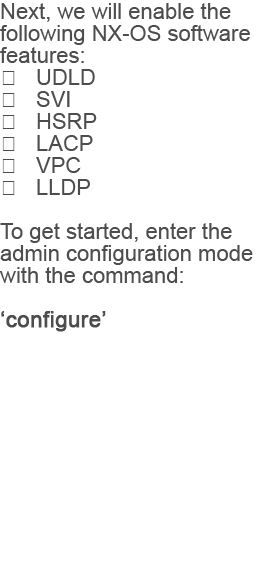 Next, we will enable the
following NX-OS software
features:
 UDLD
 SVI
 HSRP
 LACP
 VPC
 LLDP
To get started, enter the
admin configuration mode
with the command:
‘configure’